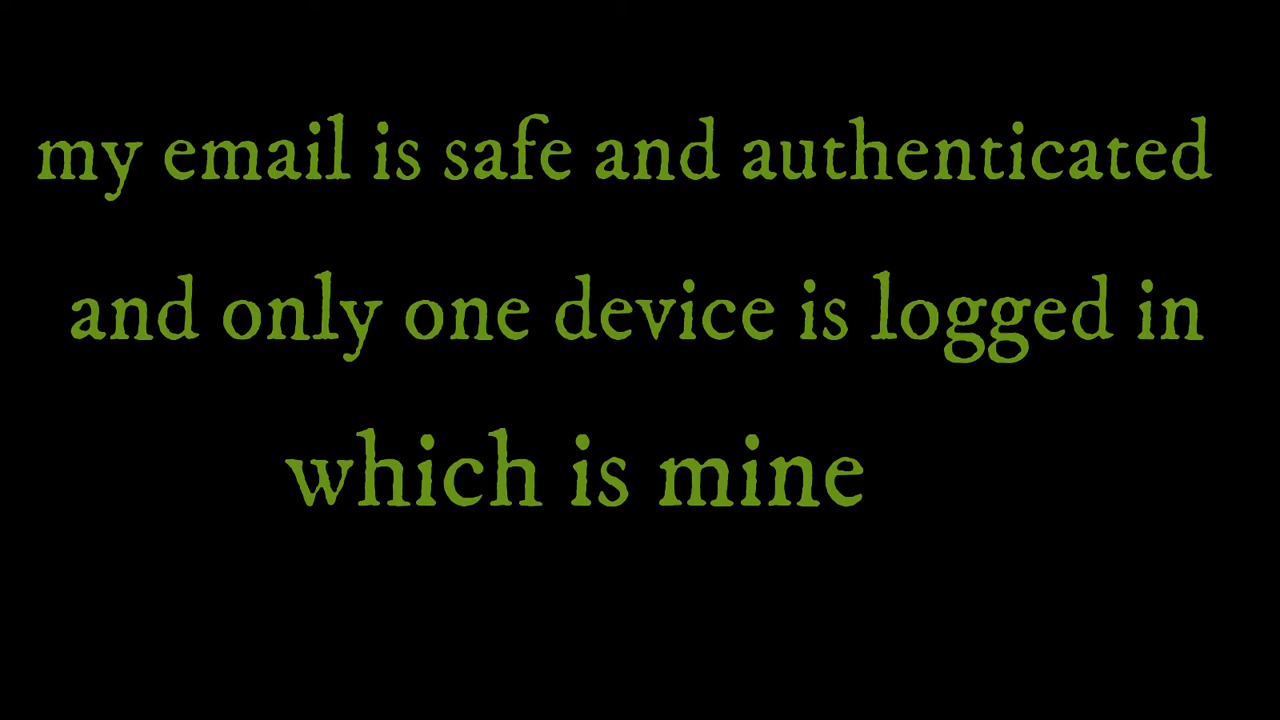 my email is safe and authenticated
and only one device is logged in
which is mine